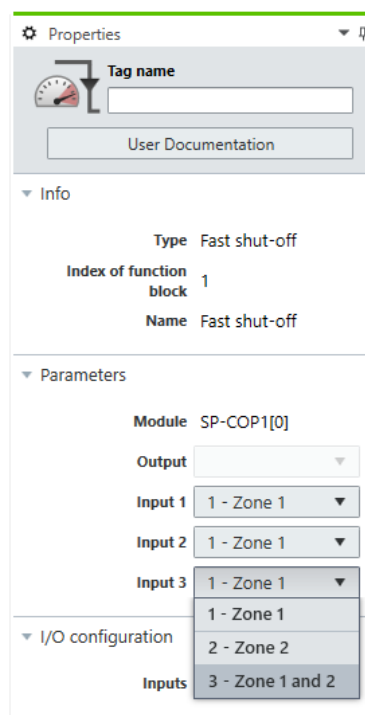 Properties
Tag name
User Documentation
Info
Type Fast shut-off
Index of function
block 1
Name Fast shut-off
Parameters
Module SP-COP1[0]
Output
Input 1 1 - Zone 1
Input 2 1 - Zone 1
Input 3 1 - Zone 1
1 - Zone 1
2 - Zone 2
3 - Zone 1 and 2
I/O configuration
Inputs